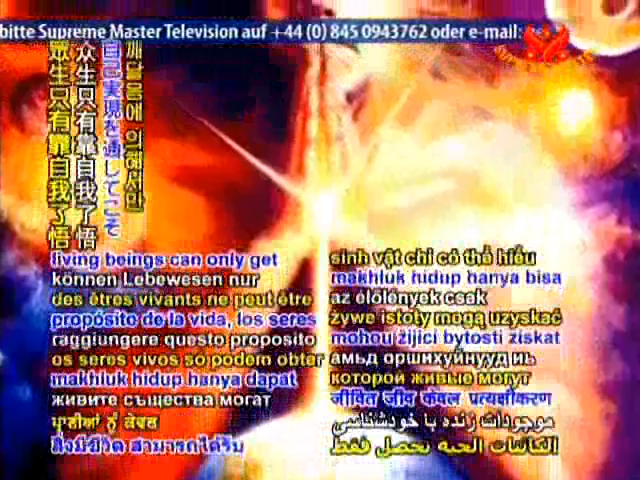 bitte Supreme Master Television auf +44 (0) 845 0943762 oder e-mail:
眾生只有靠自我了悟
众生只有靠自我了悟
自己実現を通してこそ
깨달음에 의해서만
living beings can only get
können Lebewesen nur
des êtres vivants ne peut être
propósito de la vida, los seres
raggiungere questo proposito
os seres vivos só podem obter
makhluk hidup hanya dapat
живите същества могат
ਪ੍ਰਾਣੀਆਂ ਨੂੰ ਕੇਵਲ
สิ่งมีชีวิต สามารถได้รับ
sinh vật chỉ có thể hiểu
makhluk hidup hanya bisa
az élőlények csak
żywe istoty mogą uzyskać
mohou žijící bytosti získat
амьд оршихуйнууд нь
которой живые могут
जीवित जीव केवल प्रत्यक्षीकरण
موجودات زنده با خودشناسی
الكائنات الحية تحصل فقط